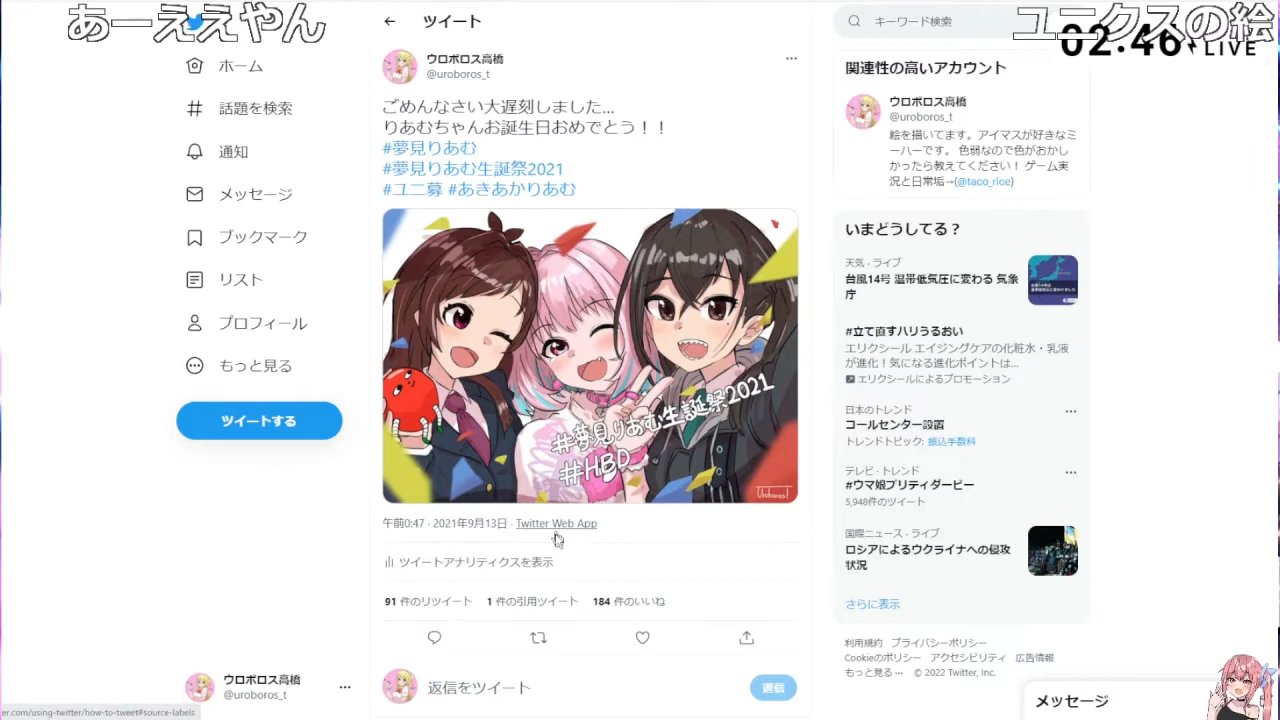 あーええやん
ユニクスの絵
02:46
LIVE
ホーム
話題を検索
通知
メッセージ
ブックマーク
リスト
プロフィール
もっと見る
ツイートする
ウロボロス高橋
@uroboros_t
er.com/using-twitter/how-to-tweet#source-labels
ツイート
ウロボロス高橋
@uroboros_t
ごめんなさい大遅刻しました...
りあむちゃんお誕生日おめでとう！！
#夢見りあむ
#夢見りあむ生誕祭2021
#ユニ募 #あきあかりあむ
#夢見りあむ生誕祭2021
#HBD
UroborosT
午前0:47 · 2021年9月13日 · Twitter Web App
ツイートアナリティクスを表示
91 件のリツイート 1 件の引用ツイート 184 件のいいね
返信をツイート
返信
キーワード検索
関連性の高いアカウント
ウロボロス高橋
@uroboros_t
絵を描いてます。アイマスが好きなミ
ーハーです。 色弱なので色がおかし
かったら教えてください！ ゲーム実
況と日常垢→(@taco_rice)
いまどうしてる？
天気 · ライブ
台風14号 温帯低気圧に変わる 気象
庁
#立て直すハリうるおい
エリクシール エイジングケアの化粧水・乳液
が進化！気になる進化ポイントは...
エリクシールによるプロモーション
日本のトレンド
コールセンター設置
トレンドトピック: 振込手数料
テレビ · トレンド
#ウマ娘プリティダービー
5,948件のツイート
国際ニュース · ライブ
ロシアによるウクライナへの侵攻
状況
さらに表示
利用規約 プライバシーポリシー
Cookieのポリシー アクセシビリティ 広告情報
もっと見る ··· © 2022 Twitter, Inc.
メッセージ